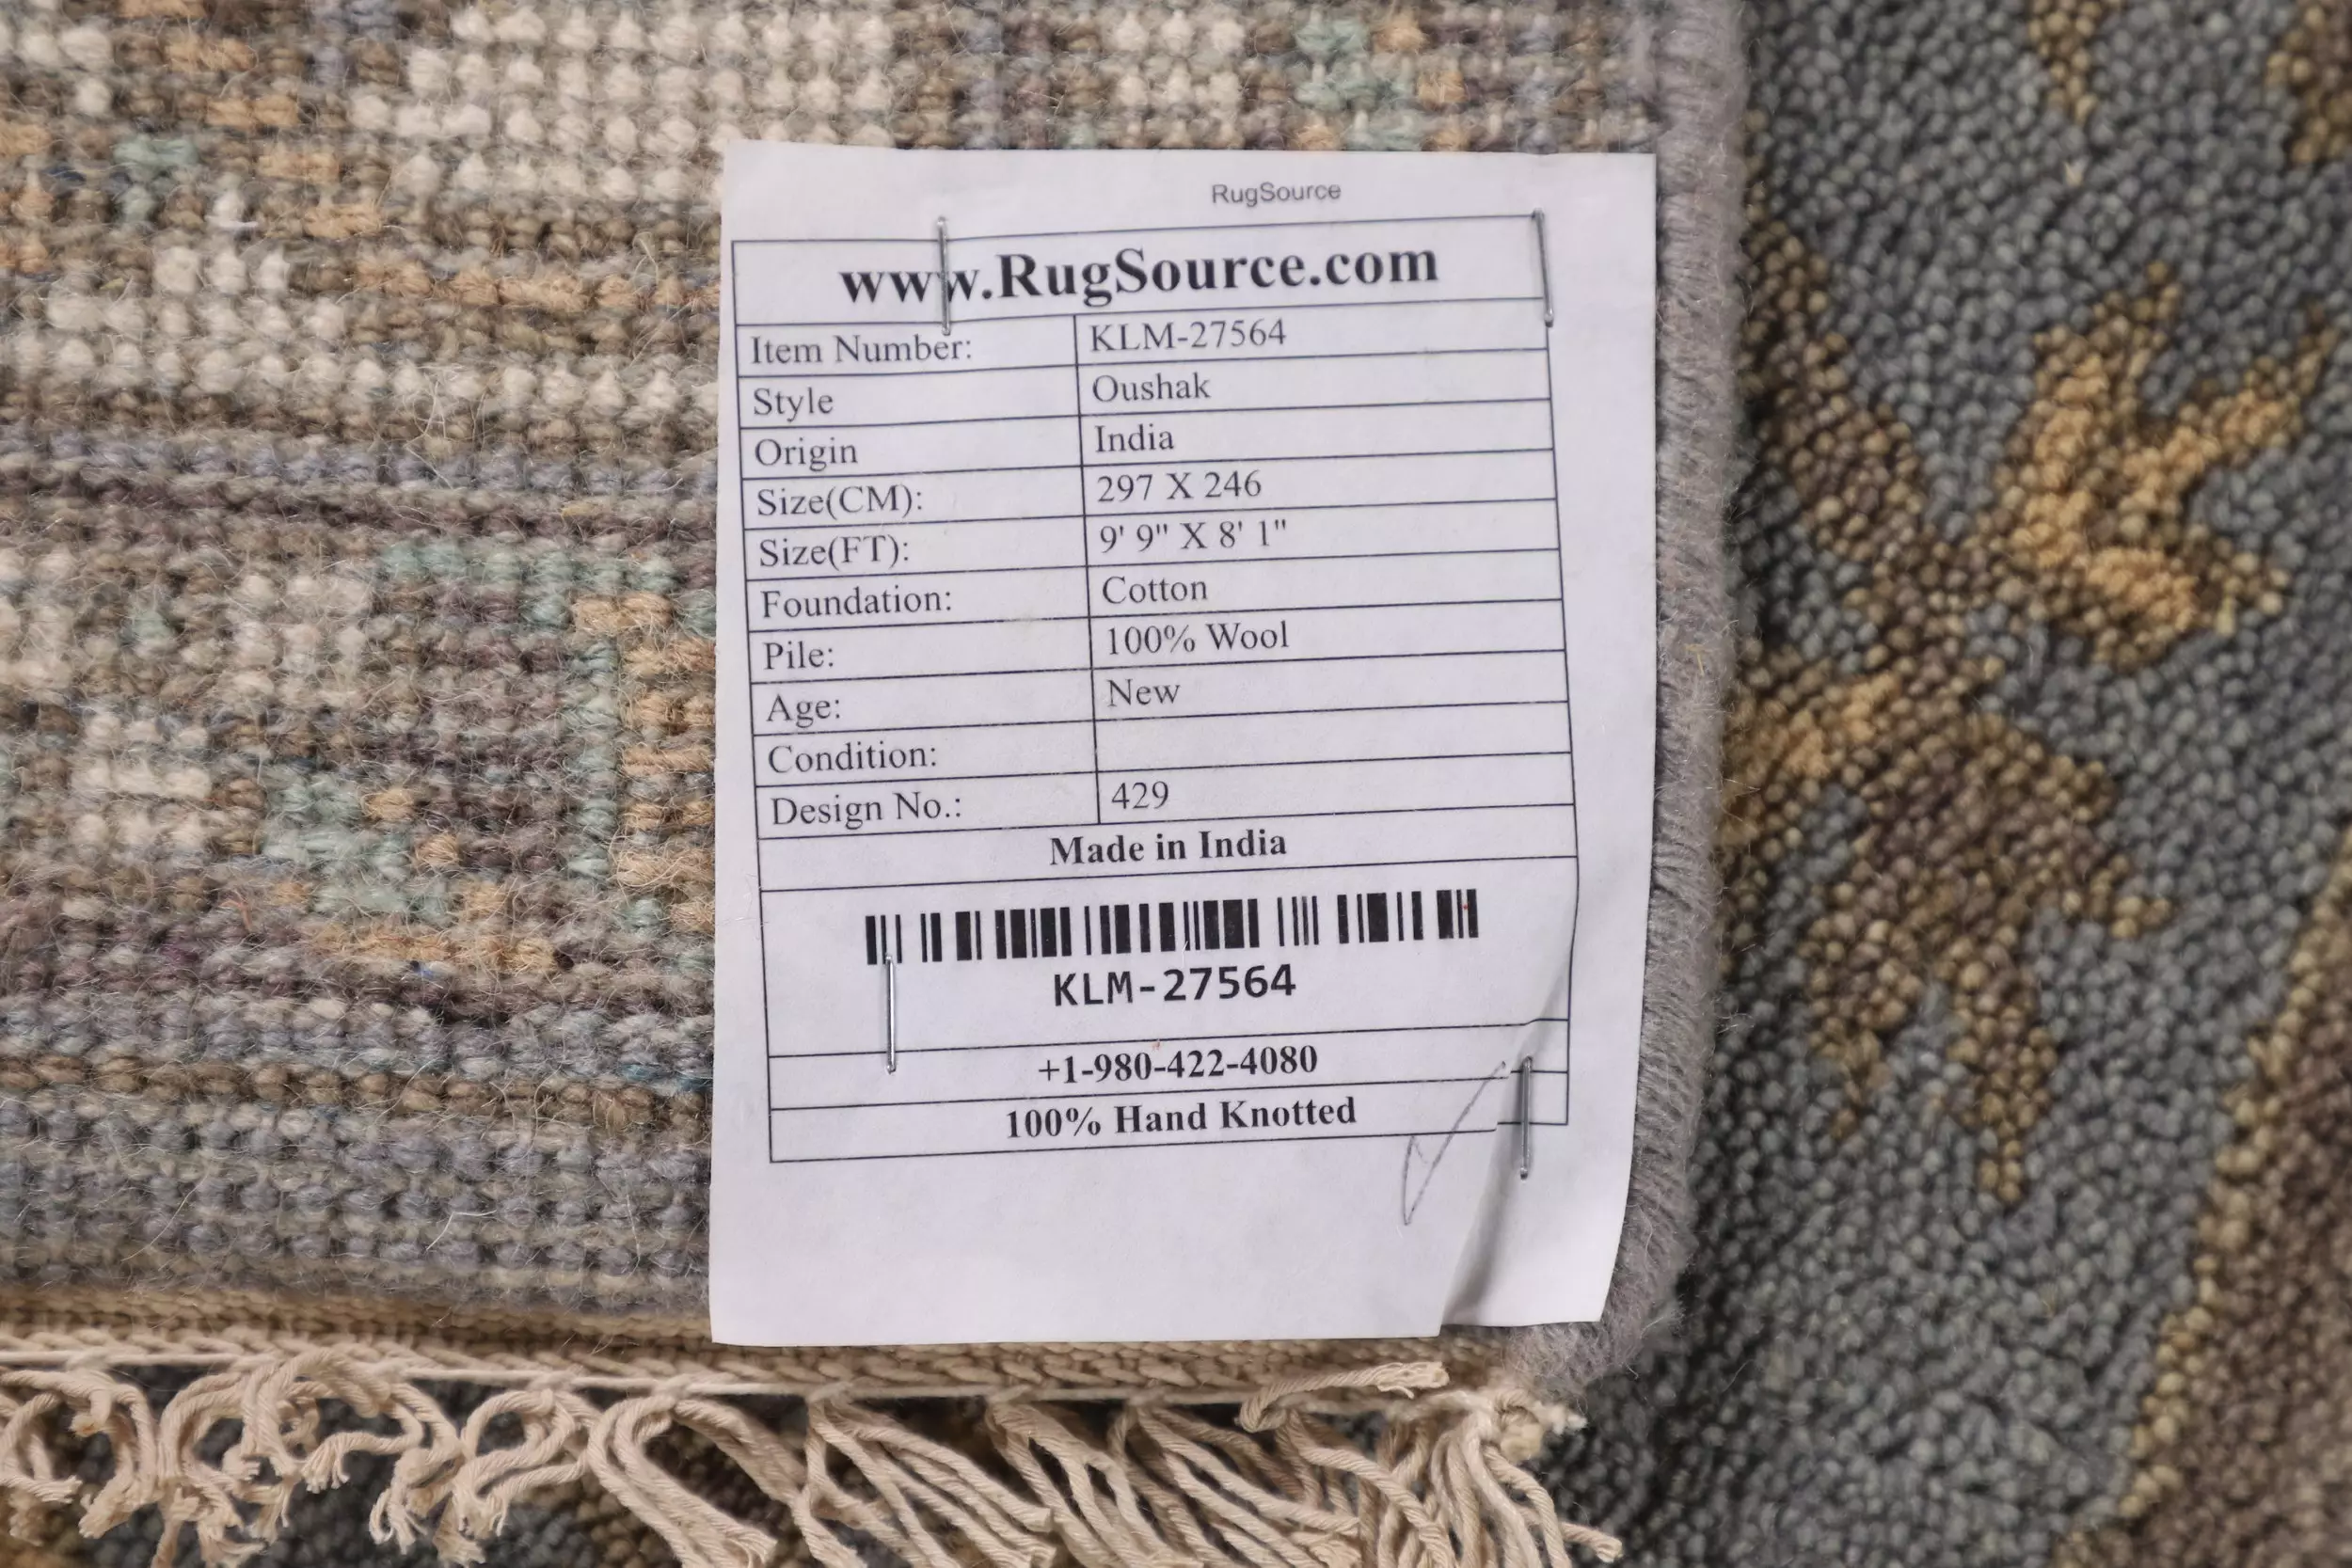 RugSource
www.RugSource.com
Item Number: KLM-27564
Style Oushak
Origin India
Size(CM): 297 X 246
Size(FT): 9' 9" X 8' 1"
Foundation: Cotton
Pile: 100% Wool
Age: New
Condition:
Design No.: 429
Made in India
KLM-27564
+1-980-422-4080
100% Hand Knotted